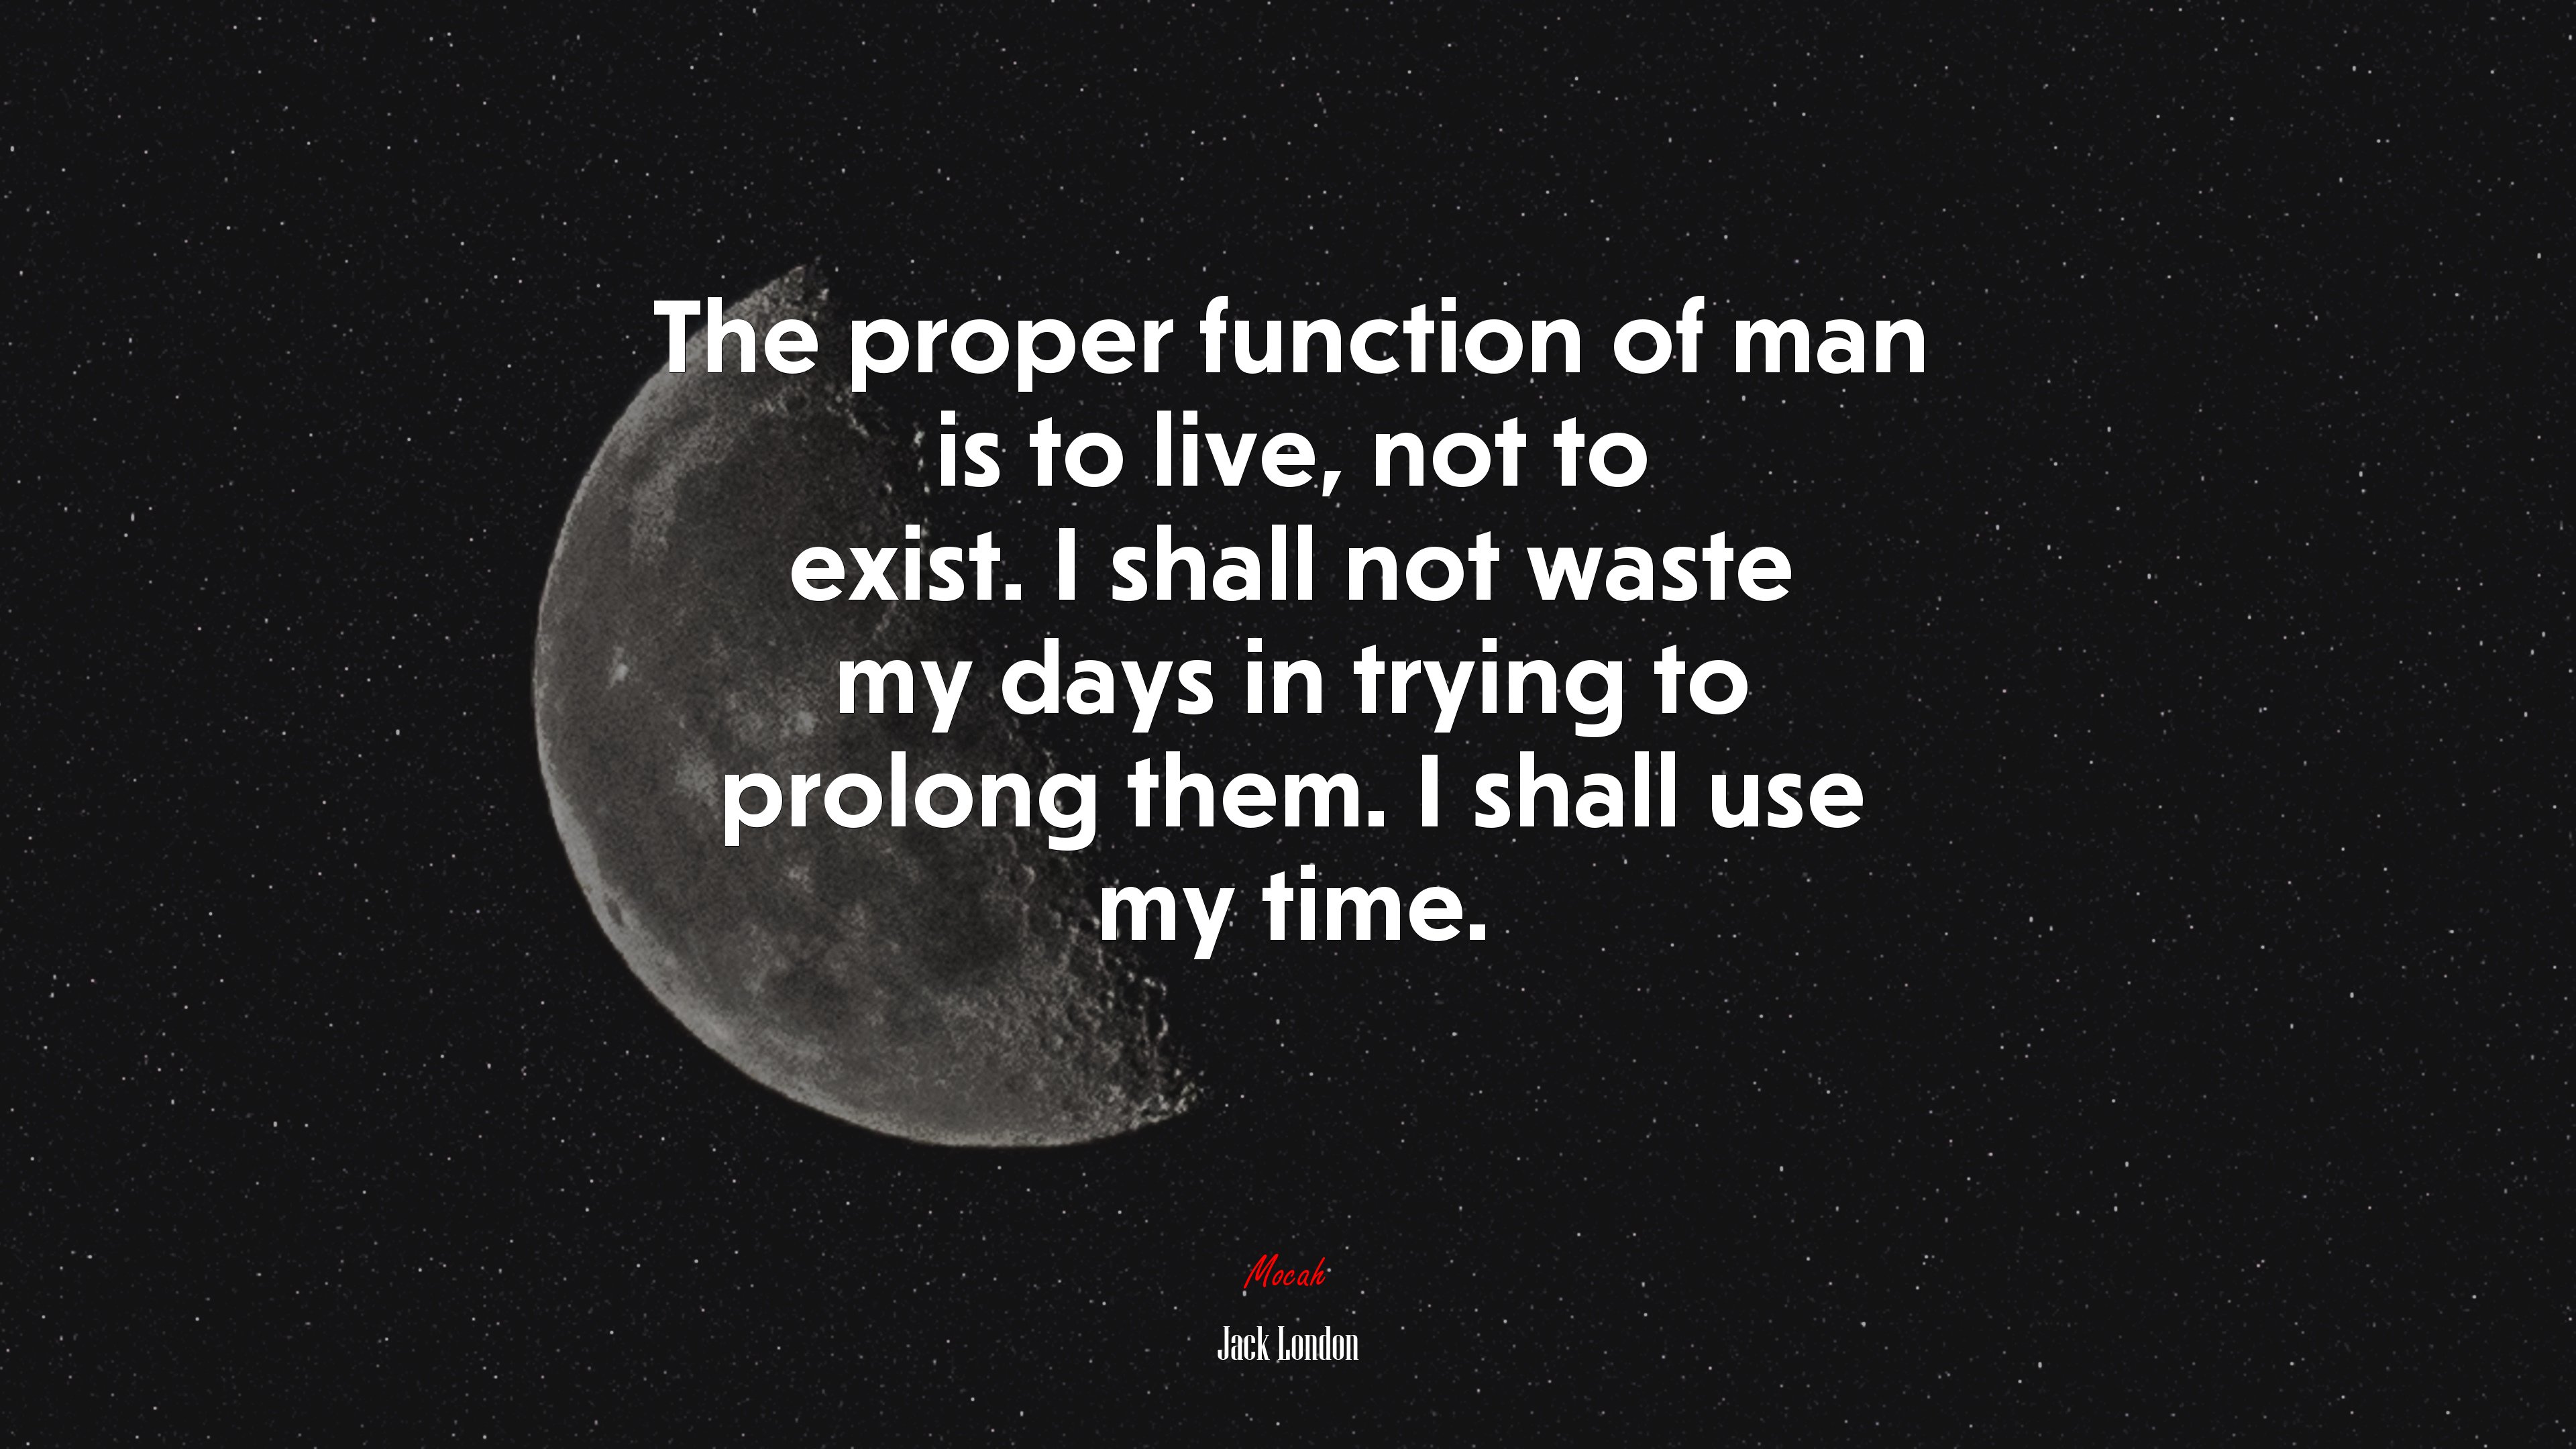 The proper function of man
is to live, not to
exist. I shall not waste
my days in trying to
prolong them. I shall use
my time.
Mocah
Jack London